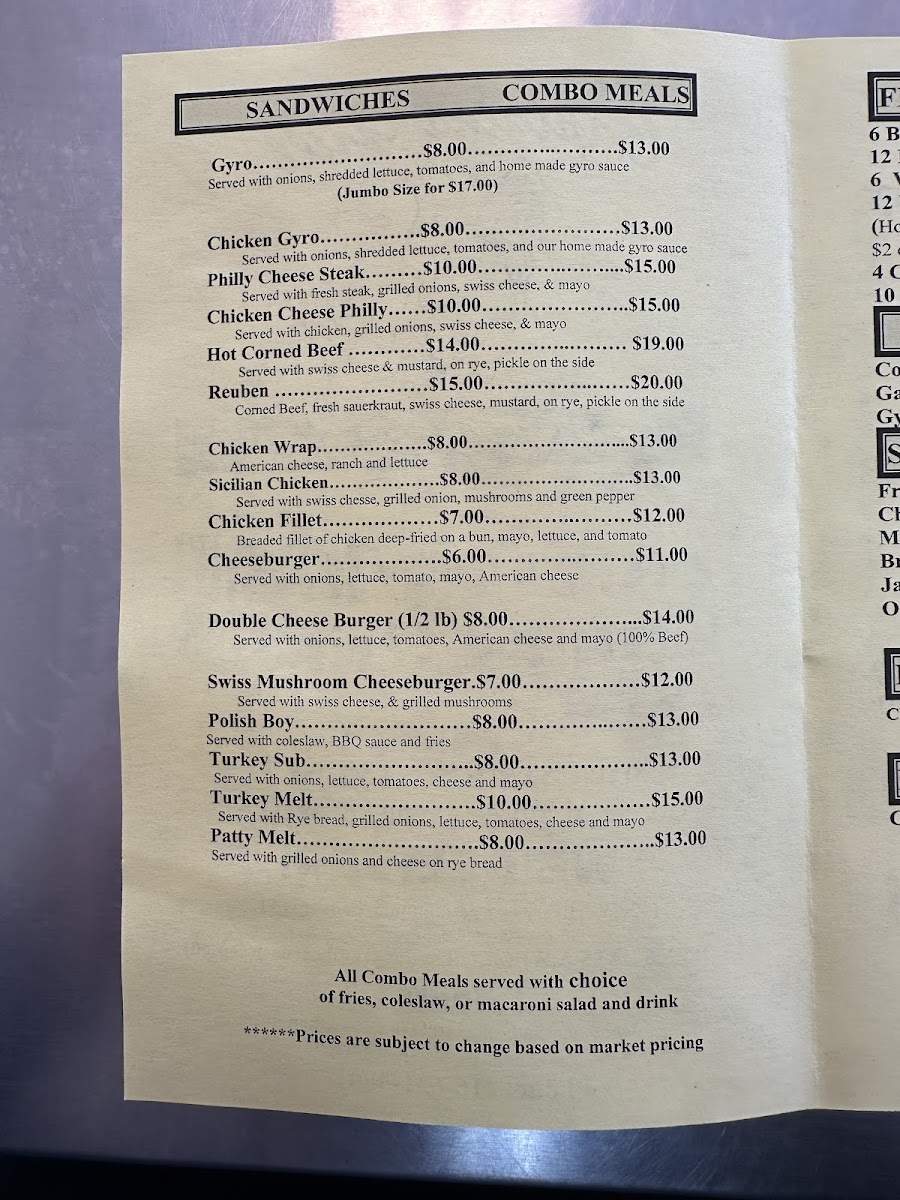 SANDWICHES COMBO MEALS
Gyro..........................$8.00........................$13.00
Served with onions, shredded lettuce, tomatoes, and home made gyro sauce
(Jumbo Size for $17.00)
Chicken Gyro................$8.00.........................$13.00
Served with onions, shredded lettuce, tomatoes, and our home made gyro sauce
Philly Cheese Steak.........$10.00........................$15.00
Served with fresh steak, grilled onions, swiss cheese, & mayo
Chicken Cheese Philly......$10.00........................$15.00
Served with chicken, grilled onions, swiss cheese, & mayo
Hot Corned Beef ............$14.00....................... $19.00
Served with swiss cheese & mustard, on rye, pickle on the side
Reuben ........................$15.00.......................$20.00
Corned Beef, fresh sauerkraut, swiss cheese, mustard, on rye, pickle on the side
Chicken Wrap..................$8.00..........................$13.00
American cheese, ranch and lettuce
Sicilian Chicken..................$8.00........................$13.00
Served with swiss chesse, grilled onion, mushrooms and green pepper
Chicken Fillet...................$7.00.......................$12.00
Breaded fillet of chicken deep-fried on a bun, mayo, lettuce, and tomato
Cheeseburger....................$6.00.......................$11.00
Served with onions, lettuce, tomato, mayo, American cheese
Double Cheese Burger (1/2 lb) $8.00.....................$14.00
Served with onions, lettuce, tomatoes, American cheese and mayo (100% Beef)
Swiss Mushroom Cheeseburger.$7.00..................$12.00
Served with swiss cheese, & grilled mushrooms
Polish Boy.............................$8.00....................$13.00
Served with coleslaw, BBQ sauce and fries
Turkey Sub...........................$8.00....................$13.00
Served with onions, lettuce, tomatoes, cheese and mayo
Turkey Melt..........................$10.00..................$15.00
Served with Rye bread, grilled onions, lettuce, tomatoes, cheese and mayo
Patty Melt............................$8.00....................$13.00
Served with grilled onions and cheese on rye bread
All Combo Meals served with choice
of fries, coleslaw, or macaroni salad and drink
******Prices are subject to change based on market pricing
6 B
12
6
12
$2
4 C
10
Co
Ga
Gy
S
Fr
Ch
M
Br
Ja
O